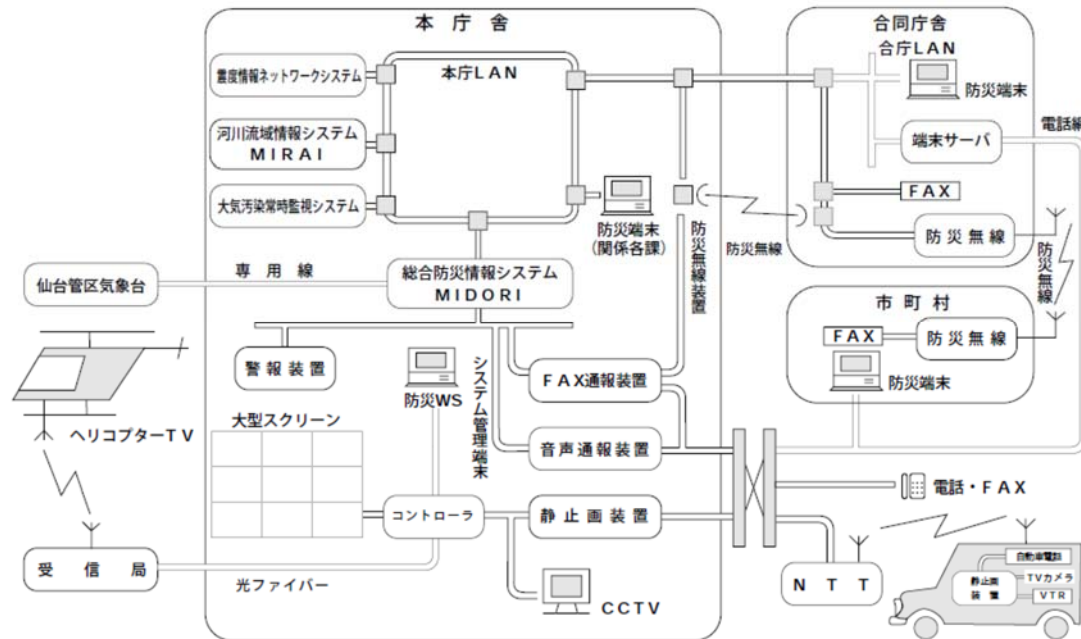 本庁舎
合同庁舎
合庁LAN
震度情報ネットワークシステム
本庁LAN
防災端末
河川流域情報システム
MIRAI
端末サーバ
電話網
大気汚染常時監視システム
FAX
防災端末
(関係各課)
防災無線装置
防災無線
防災無線
防災無線
専用線
仙台管区気象台
総合防災情報システム
MIDORI
市町村
FAX
防災無線
警報装置
防災WS
システム管理端末
FAX通報装置
防災端末
ヘリコプターTV
大型スクリーン
音声通報装置
電話・FAX
コントローラ
静止画装置
受信局
光ファイバー
CCTV
NTT
自動車電話
静止画
装置
TVカメラ
VTR